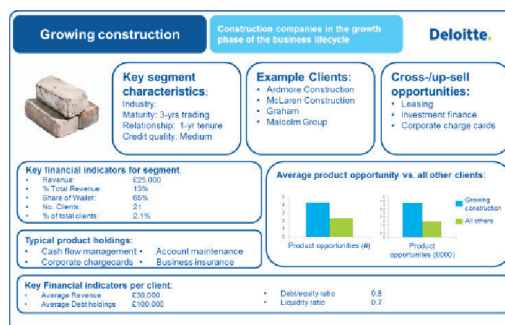 Growing construction
Construction companies in the growth
phase of the business lifecycle
Deloitte.
Key segment
characteristics:
Industry:
Maturity: 3-yrs trading
Relationship: 1-yr tenure
Credit quality: Medium
Example Clients:
• Ardmore Construction
• McLaren Construction
• Graham
• Malcolm Group
Cross-/up-sell
opportunities:
• Leasing
• Investment finance
• Corporate charge cards
Key financial indicators for segment
• Revenue: £25,000
• % Total Revenue: 13%
• Share of Wallet: 65%
• No. Clients: 21
• % of total clients: 2.1%
Typical product holdings:
• Cash flow management • Account maintenance
• Corporate chargecards • Business insurance
Average product opportunity vs. all other clients:
Product opportunities (#)
Product
opportunities (£000)
Growing
construction
All others
Key Financial indicators per client:
• Average Revenue £30,000 • Debt/equity ratio 0.8
• Average Debt holdings £100,000 • Liquidity ratio 0.7